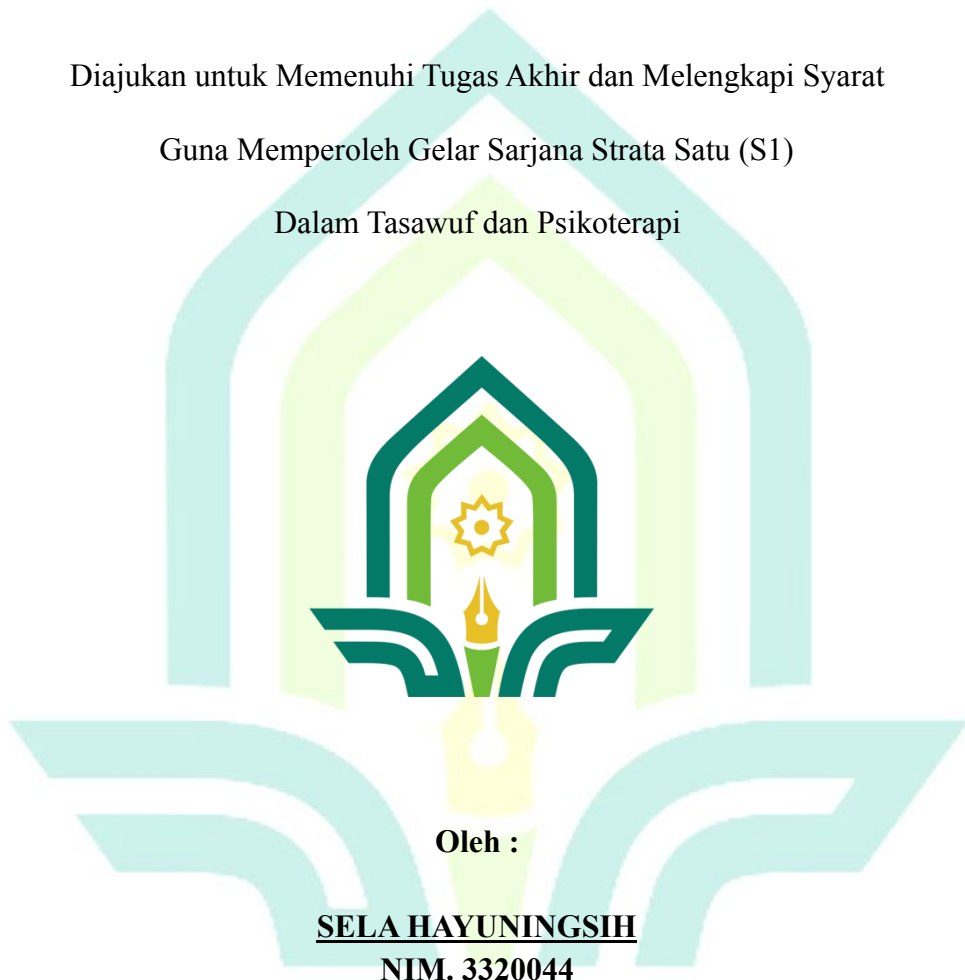 Diajukan untuk Memenuhi Tugas Akhir dan Melengkapi Syarat
Guna Memperoleh Gelar Sarjana Strata Satu (S1)
Dalam Tasawuf dan Psikoterapi
Oleh :
SELA HAYUNINGSIH
NIM. 3320044